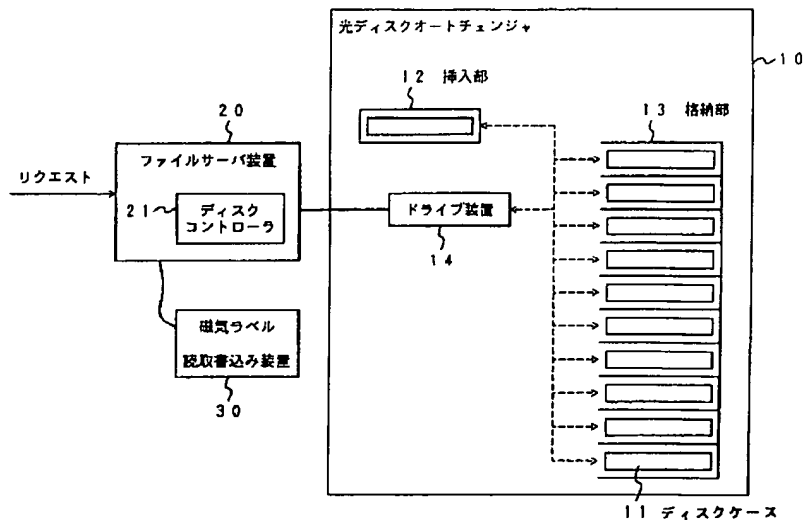 光ディスクオートチェンジャ
10
12 挿入部
13 格納部
20
ファイルサーバ装置
リクエスト
21
ディスク
コントローラ
ドライブ装置
14
磁気ラベル
読取書込み装置
30
11 ディスクケース